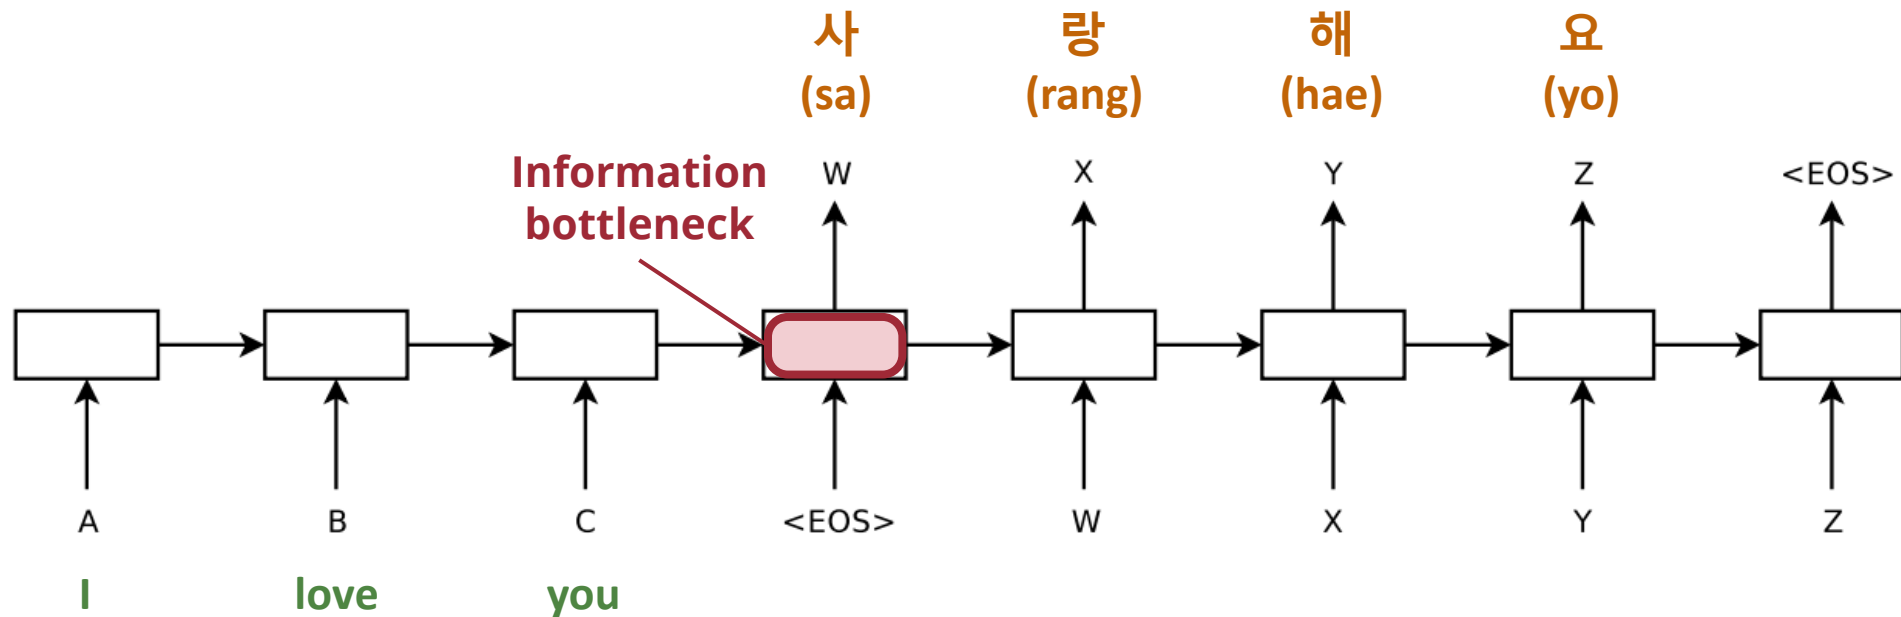 사 랑 해 요
(sa) (rang) (hae) (yo)
Information
bottleneck
W X Y Z <EOS>
A B C <EOS> W X Y Z
I love you